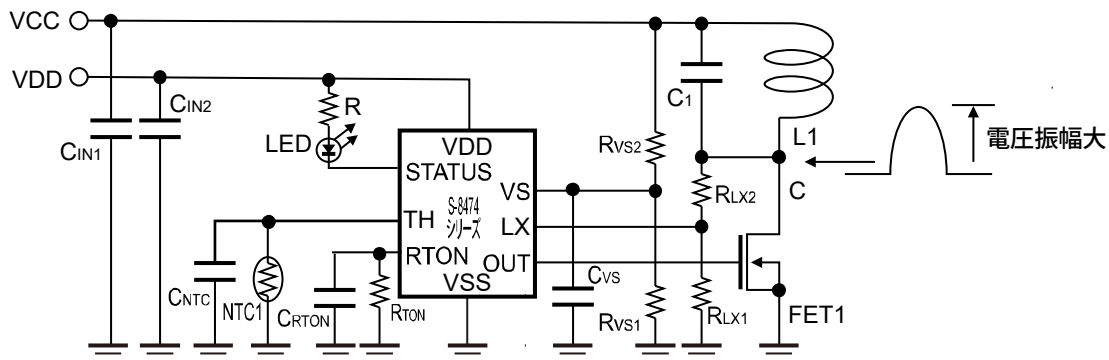 VCC
VDD
CIN1
CIN2
R
LED
VDD
STATUS
TH
RTON
VSS
VS
LX
OUT
S-8474
シリーズ
CNTC
NTC1
CRTON
RTON
CVS
RVS2
RVS1
C1
L1
C
RLX2
RLX1
FET1
電圧振幅大